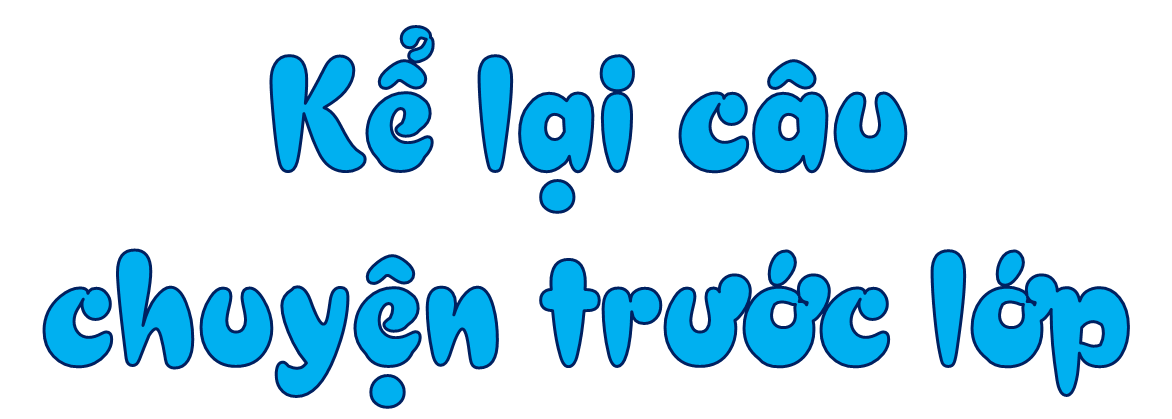 Kể lại câu
chuyện trước lớp